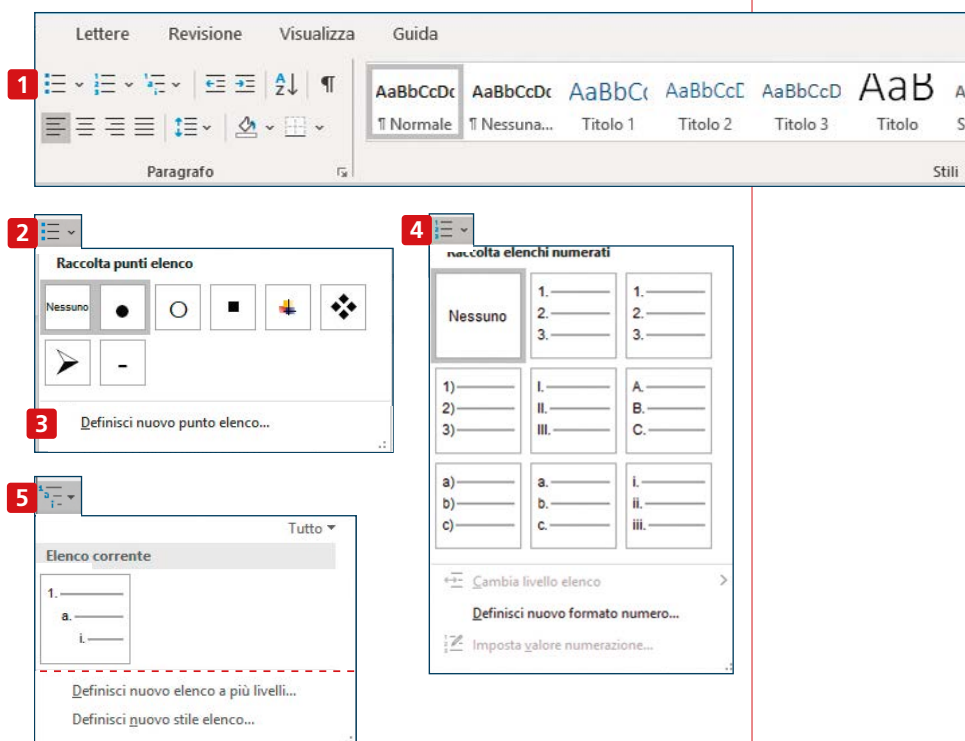 Lettere Revisione Visualizza Guida
1
AaBbCcDc AaBbCcDc AaBbC AaBbCcD AaBbCcD AaB A
¶ Normale ¶ Nessuna... Titolo 1 Titolo 2 Titolo 3 Titolo S
Paragrafo Stili
2
Raccolta punti elenco
Nessuno
3 Definisci nuovo punto elenco...
4
Raccolta elenchi numerati
Nessuno
1. 1.
2. 2.
3. 3.
1) I. A.
2) II. B.
3) III. C.
a) a. i.
b) b. ii.
c) c. iii.
Cambia livello elenco
Definisci nuovo formato numero...
Imposta valore numerazione...
5
Tutto
Elenco corrente
1.
a.
i.
Definisci nuovo elenco a più livelli...
Definisci nuovo stile elenco...